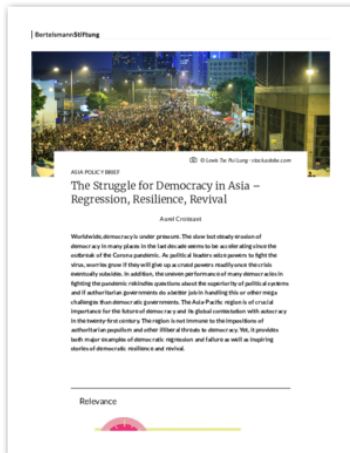 BertelsmannStiftung
© Lewis Tse Pui Lung - stock.adobe.com
ASIA POLICY BRIEF
The Struggle for Democracy in Asia –
Regression, Resilience, Revival
Aurel Croissant
Worldwide, democracy is under pressure. The slow but steady erosion of
democracy in many places in the last decade seems to be accelerating since the
outbreak of the Corona pandemic. As political leaders seize powers to fight the
virus, worries grow if they will give up accrued powers readily once the crisis
eventually subsides. In addition, the uneven performance of many democracies in
fighting the pandemic rekindles questions about the superiority of political systems
and if authoritarian governments do a better job in handling this or other mega
challenges than democratic governments. The Asia-Pacific region is of crucial
importance for the future of democracy and its global contestation with autocracy
in the twenty-first century. The region is not immune to the impositions of
authoritarian populism and other illiberal threats to democracy. Yet, it provides
both major examples of democratic regression and failure as well as inspiring
stories of democratic resilience and revival.
Relevance